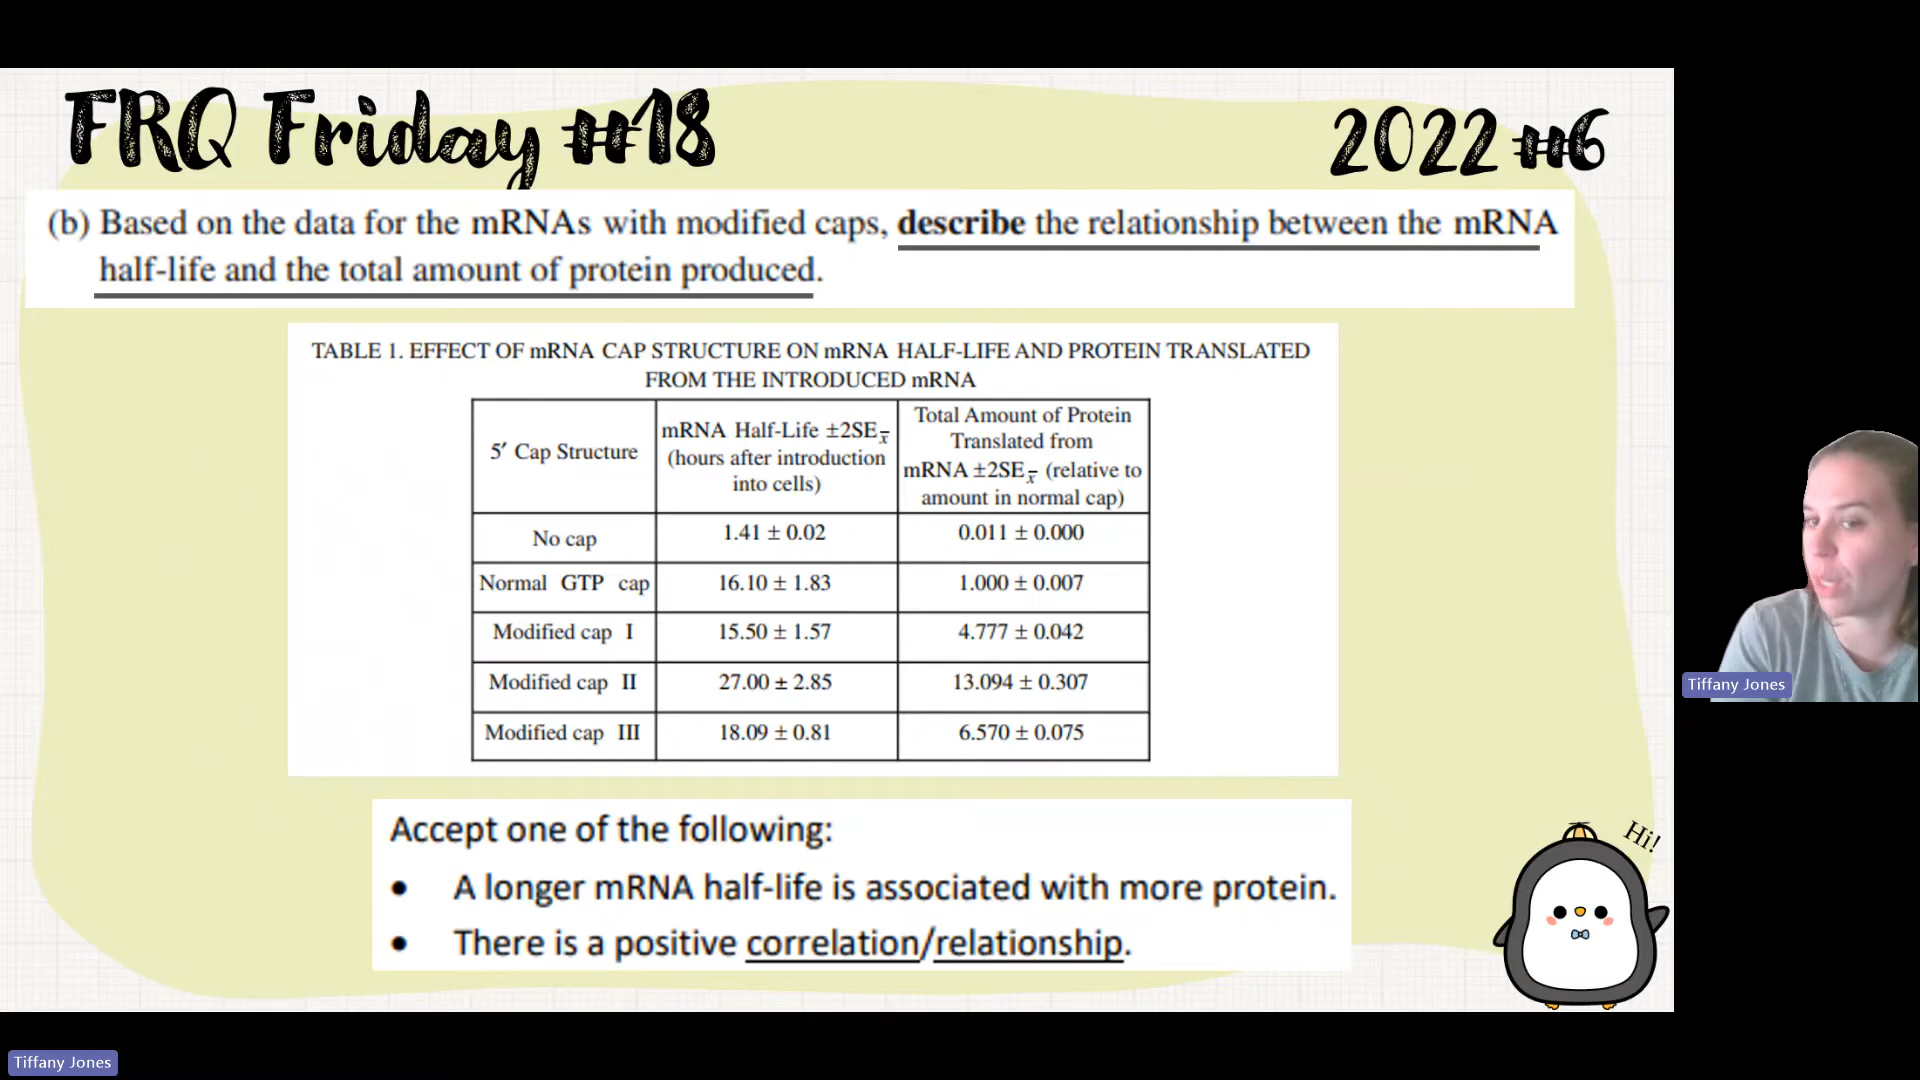 FRQ Friday #18
2022 #6
(b) Based on the data for the mRNAs with modified caps, describe the relationship between the mRNA
half-life and the total amount of protein produced.
TABLE 1. EFFECT OF mRNA CAP STRUCTURE ON mRNA HALF-LIFE AND PROTEIN TRANSLATED
FROM THE INTRODUCED mRNA
5′ Cap Structure
mRNA Half-Life ±2SEx̅
(hours after introduction
into cells)
Total Amount of Protein
Translated from
mRNA ±2SEx̅ (relative to
amount in normal cap)
No cap 1.41 ± 0.02 0.011 ± 0.000
Normal GTP cap 16.10 ± 1.83 1.000 ± 0.007
Modified cap I 15.50 ± 1.57 4.777 ± 0.042
Modified cap II 27.00 ± 2.85 13.094 ± 0.307
Modified cap III 18.09 ± 0.81 6.570 ± 0.075
Accept one of the following:
• A longer mRNA half-life is associated with more protein.
• There is a positive correlation/relationship.
Hi!
Tiffany Jones
Tiffany Jones